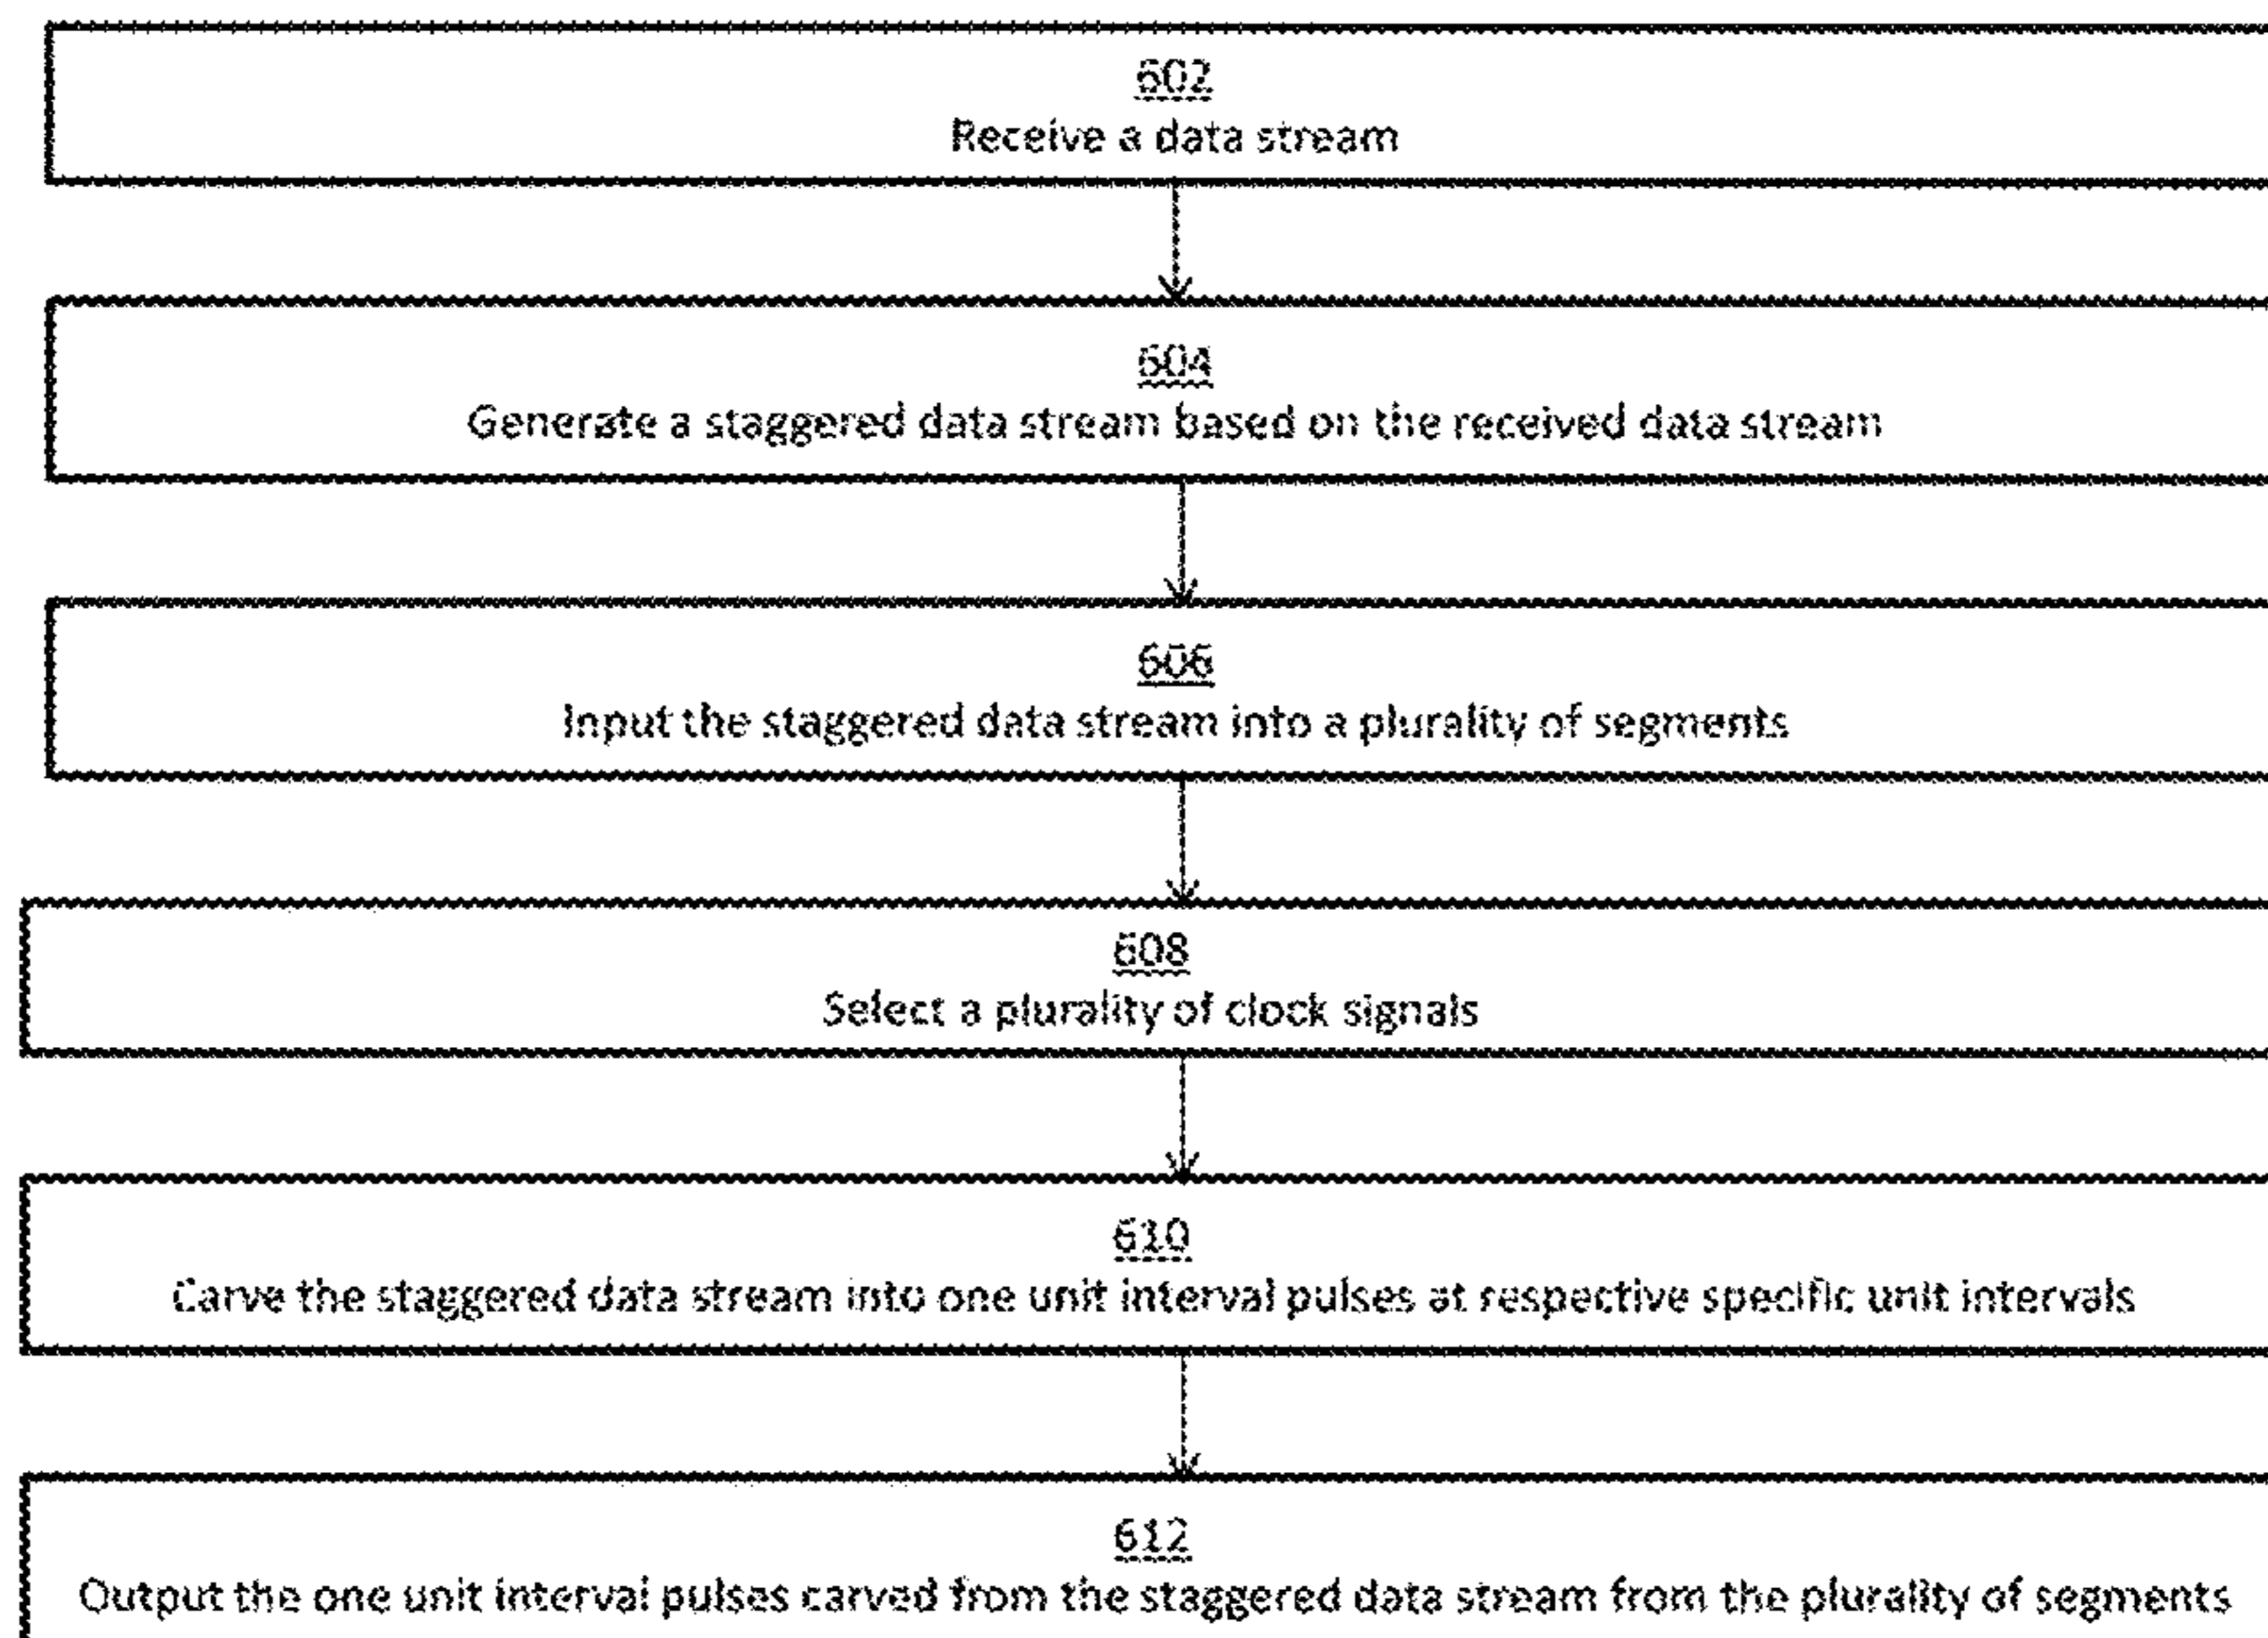 602
Receive a data stream
604
Generate a staggered data stream based on the received data stream
606
Input the staggered data stream into a plurality of segments
608
Select a plurality of clock signals
610
Carve the staggered data stream into one unit interval pulses at respective specific unit intervals
612
Output the one unit interval pulses carved from the staggered data stream from the plurality of segments